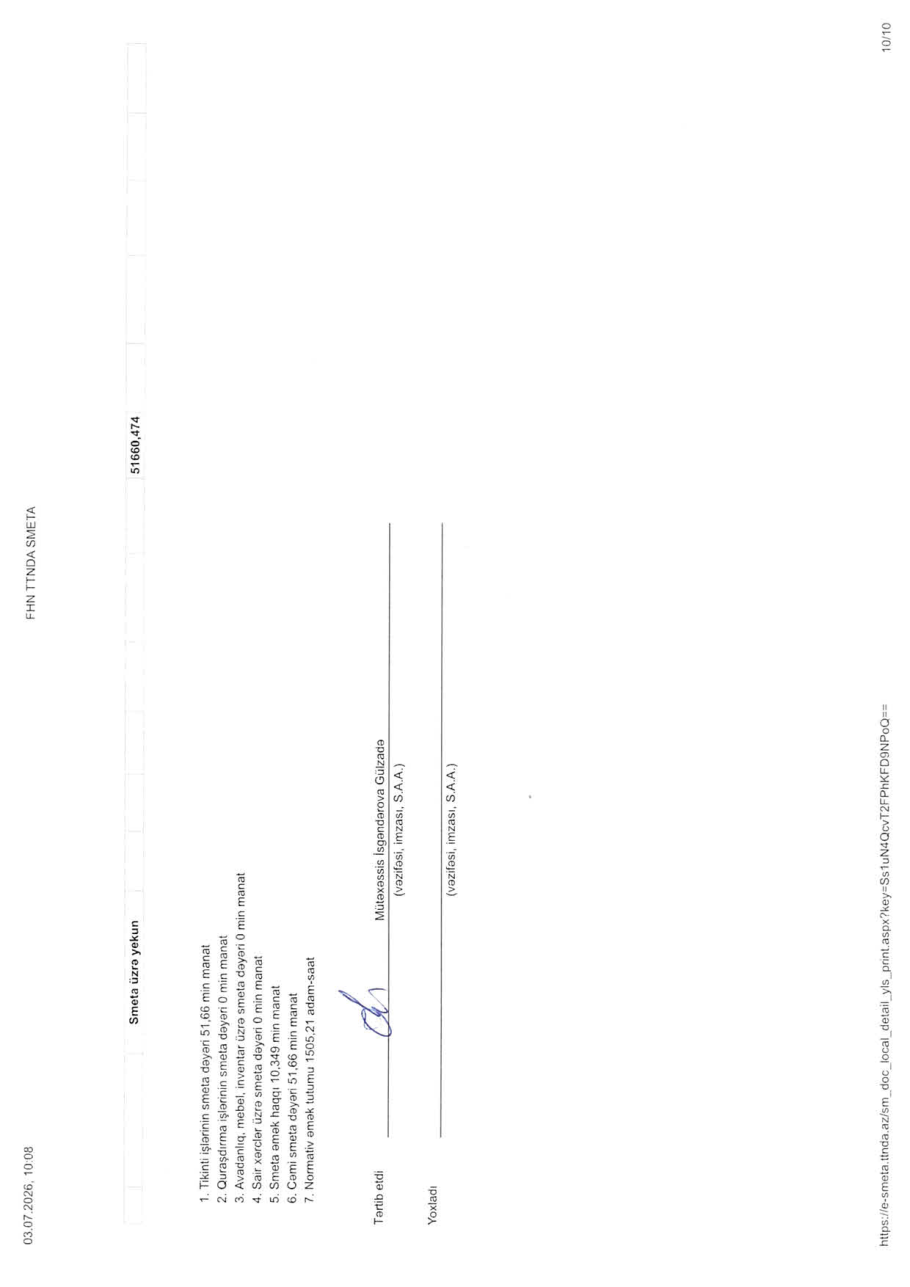 03.07.2026, 10:08
FHN TTNDA SMETA
Smeta üzrə yekun
51660,474
1. Tikinti işlərinin smeta dəyəri 51,66 min manat
2. Quraşdırma işlərinin smeta dəyəri 0 min manat
3. Avadanlıq, mebel, inventar üzrə smeta dəyəri 0 min manat
4. Sair xərclər üzrə smeta dəyəri 0 min manat
5. Smeta əmək haqqı 10,349 min manat
6. Cəmi smeta dəyəri 51,66 min manat
7. Normativ əmək tutumu 1505,21 adam-saat
Tərtib etdi
Mütəxəssis İsgəndərova Gülzadə
(vəzifəsi, imzası, S.A.A.)
Yoxladı
(vəzifəsi, imzası, S.A.A.)
https://e-smeta.ttnda.az/sm_doc_local_detail_yls_print.aspx?key=Ss1uN4QcvT2FPhKFD9NPoQ==
10/10